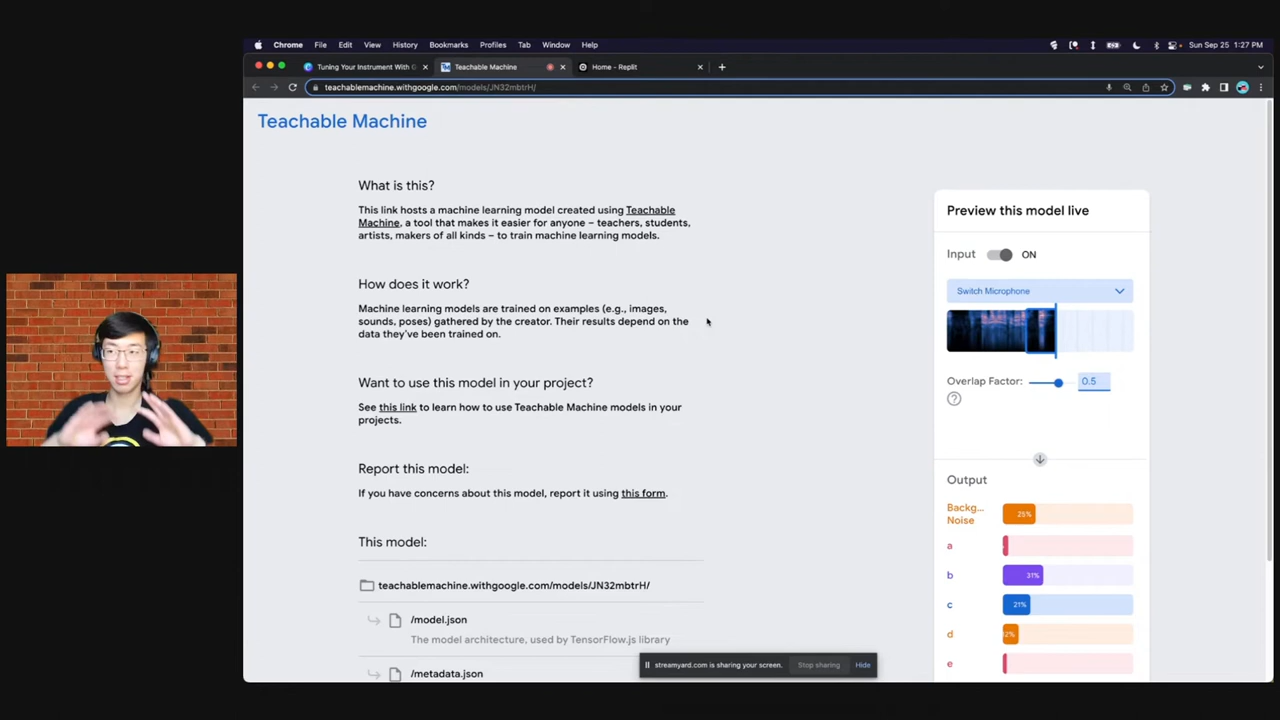 Chrome File Edit View History Bookmarks Profiles Tab Window Help Sun Sep 25 1:27 PM
Tuning Your Instrument With Teachable Machine Home - Replit
teachablemachine.withgoogle.com/models/JN32mbtrH/
Teachable Machine
What is this?
This link hosts a machine learning model created using Teachable
Machine, a tool that makes it easier for anyone – teachers, students,
artists, makers of all kinds – to train machine learning models.
How does it work?
Machine learning models are trained on examples (e.g., images,
sounds, poses) gathered by the creator. Their results depend on the
data they've been trained on.
Want to use this model in your project?
See this link to learn how to use Teachable Machine models in your
projects.
Report this model:
If you have concerns about this model, report it using this form.
This model:
teachablemachine.withgoogle.com/models/JN32mbtrH/
/model.json
The model architecture, used by TensorFlow.js library
/metadata.json
Preview this model live
Input ON
Switch Microphone
Overlap Factor: 0.5
?
Output
Backg...
Noise 25%
a
b 31%
c 21%
d
e
streamyard.com is sharing your screen. Stop sharing Hide